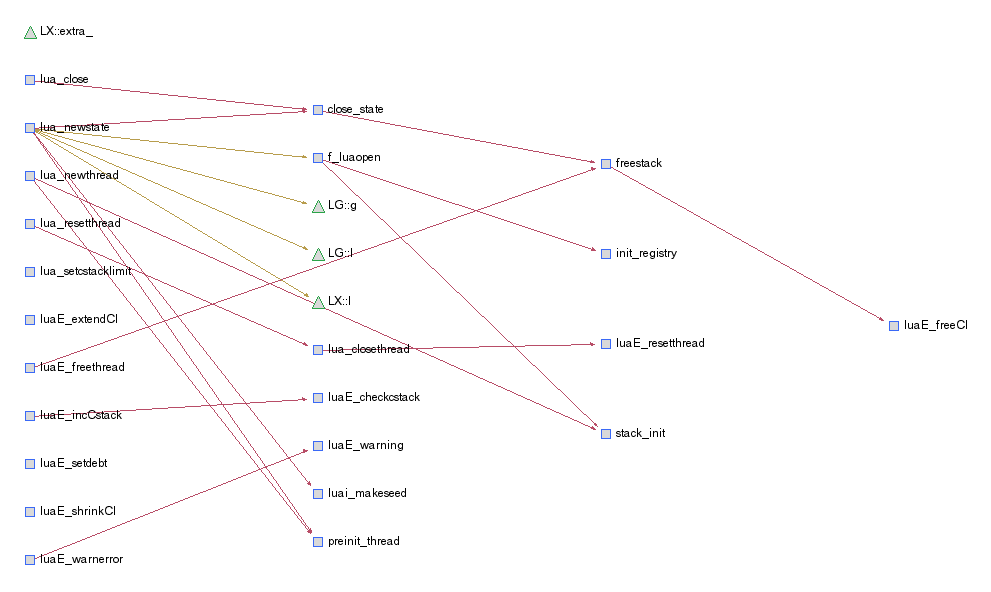 LX::extra_
lua_close
lua_newstate
lua_newthread
lua_resetthread
lua_setcstacklimit
luaE_extendCI
luaE_freethread
luaE_incCstack
luaE_setdebt
luaE_shrinkCI
luaE_warnerror
close_state
f_luaopen
LG::g
LG::l
LX::l
lua_closethread
luaE_checkcstack
luaE_warning
luai_makeseed
preinit_thread
freestack
init_registry
luaE_resetthread
stack_init
luaE_freeCI